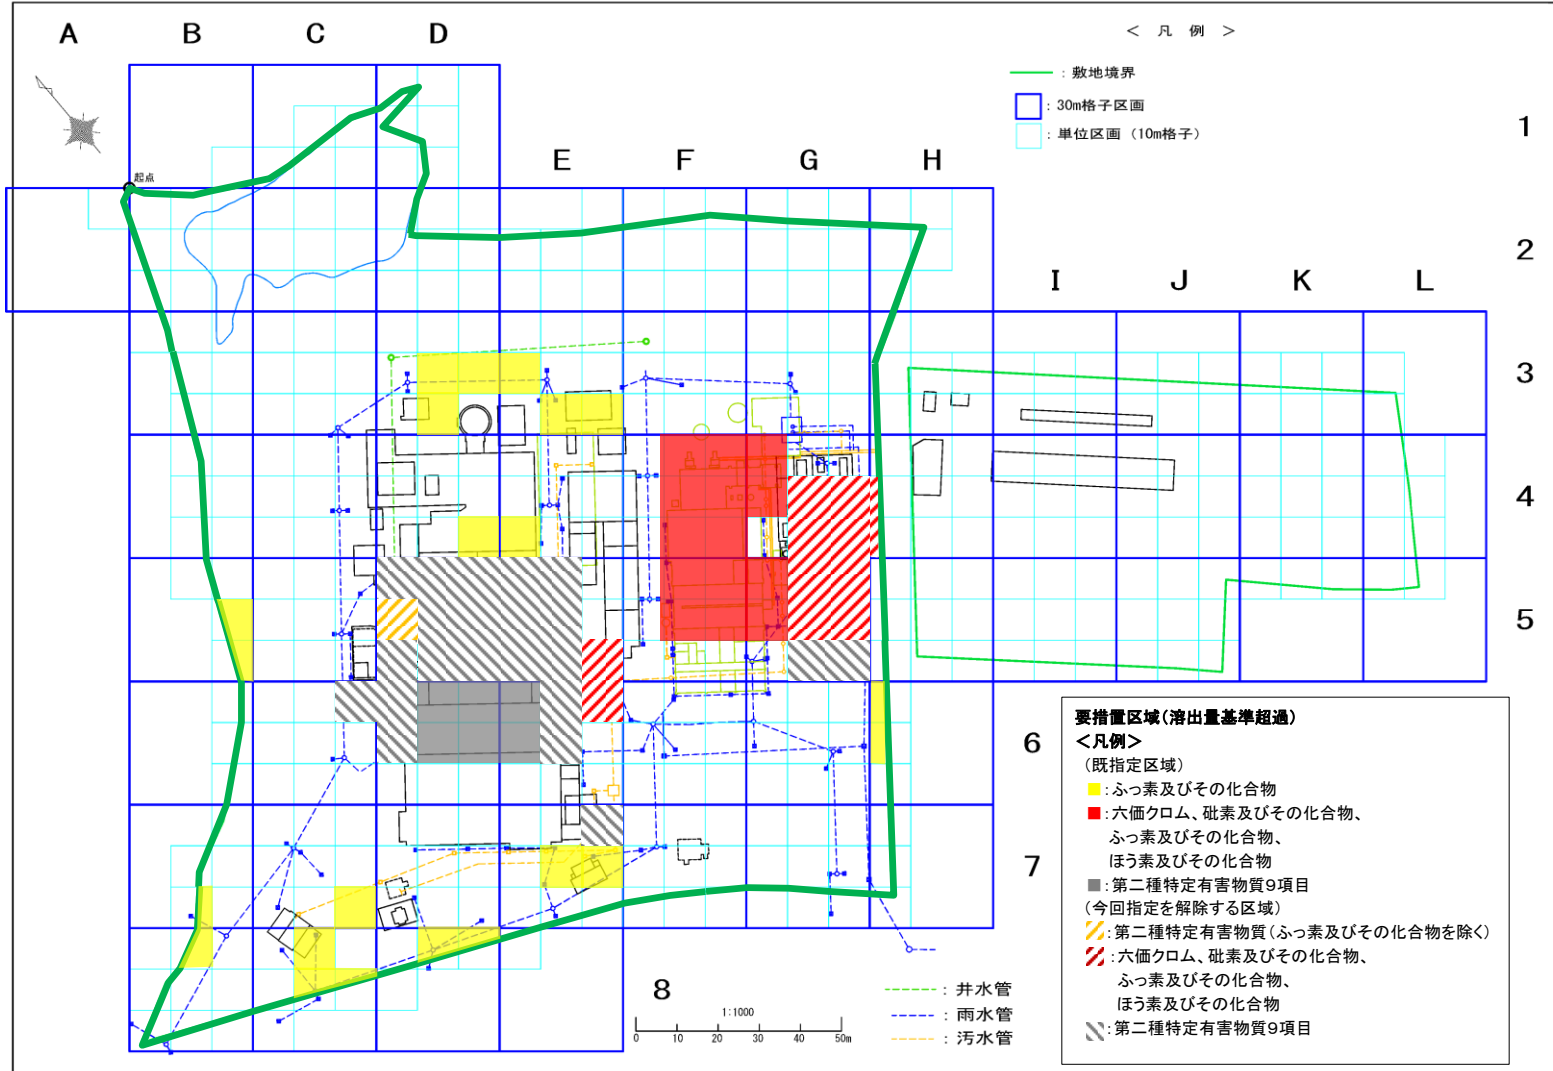 A B C D
< 凡 例 >
: 敷地境界
: 30m格子区画
: 単位区画（10m格子）
1
E F G H
起点
2
I J K L
3
4
5
要措置区域(溶出量基準超過)
＜凡例＞
（既指定区域）
:ふっ素及びその化合物
:六価クロム、砒素及びその化合物、
ふっ素及びその化合物、
ほう素及びその化合物
:第二種特定有害物質9項目
(今回指定を解除する区域)
:第二種特定有害物質(ふっ素及びその化合物を除く)
:六価クロム、砒素及びその化合物、
ふっ素及びその化合物、
ほう素及びその化合物
:第二種特定有害物質9項目
6
7
8
: 井水管
: 雨水管
: 汚水管
1:1000
0 10 20 30 40 50m